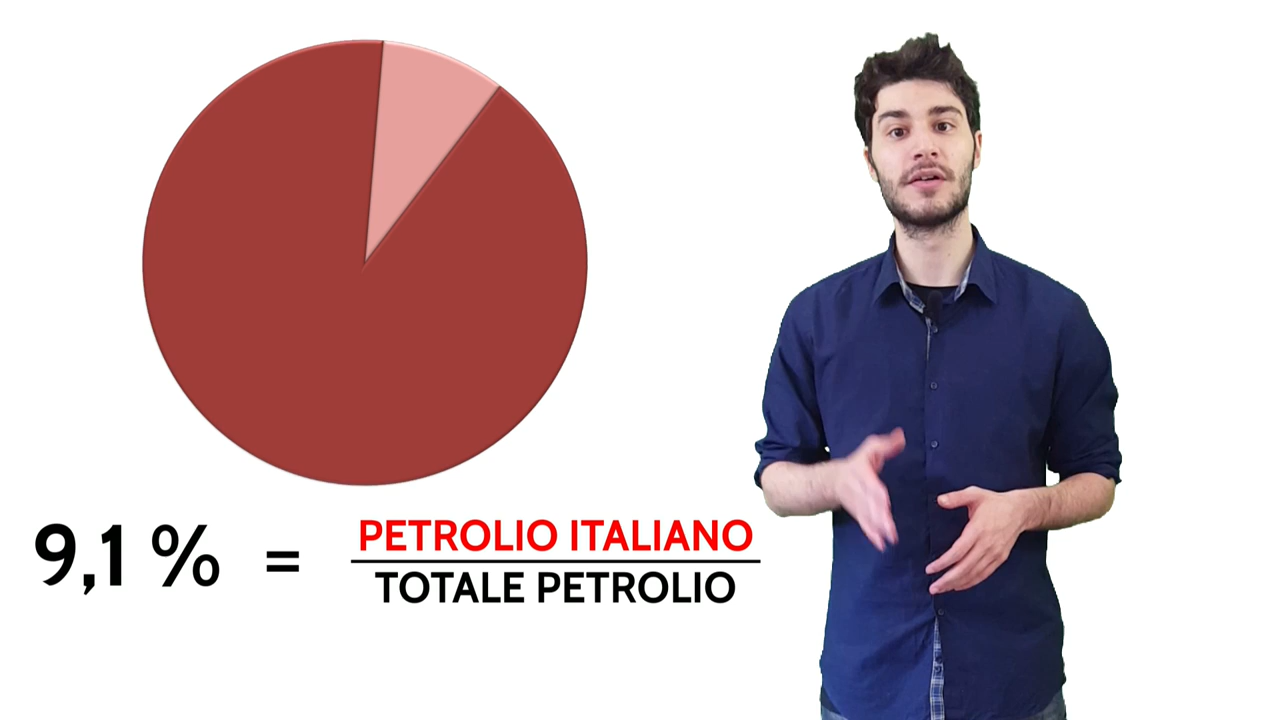 9,1 % = PETROLIO ITALIANO
TOTALE PETROLIO